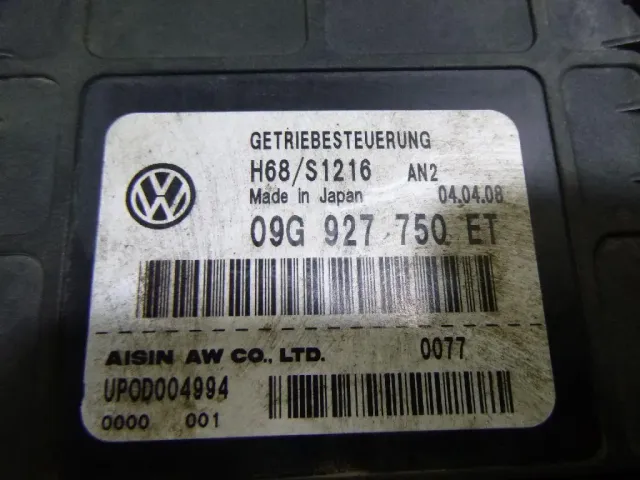 GETRIEBESTEUERUNG
H68/S1216 AN2
Made in Japan 04.04.08
09G 927 750 ET
AISIN AW CO., LTD. 0077
UPOD004994
0000 001